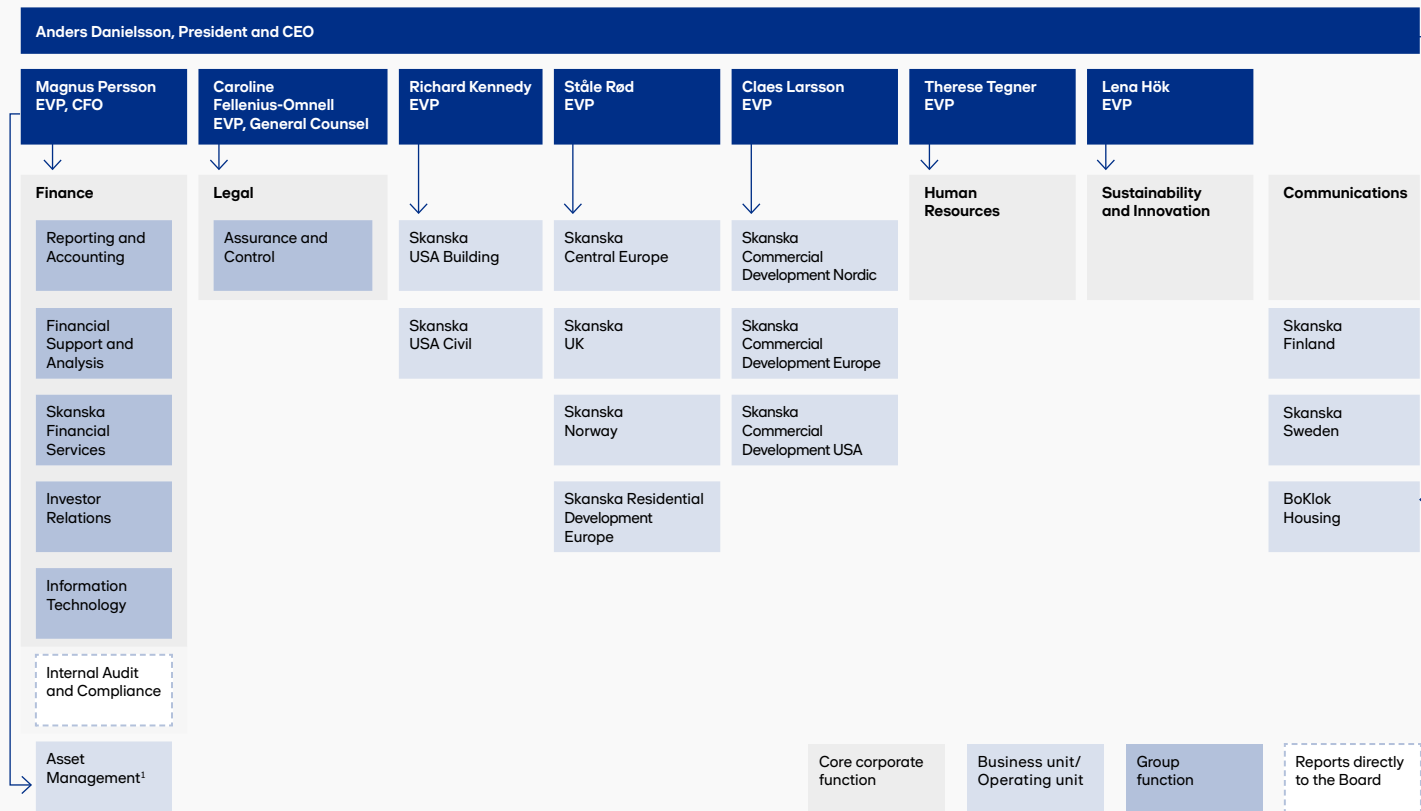 Anders Danielsson, President and CEO
Magnus Persson
EVP, CFO
Caroline
Fellenius-Omnell
EVP, General Counsel
Richard Kennedy
EVP
Ståle Rød
EVP
Claes Larsson
EVP
Therese Tegner
EVP
Lena Hök
EVP
Finance
Reporting and
Accounting
Financial
Support and
Analysis
Skanska
Financial
Services
Investor
Relations
Information
Technology
Internal Audit
and Compliance
Asset
Management¹
Legal
Assurance and
Control
Skanska
USA Building
Skanska
USA Civil
Skanska
Central Europe
Skanska
UK
Skanska
Norway
Skanska Residential
Development
Europe
Skanska
Commercial
Development Nordic
Skanska
Commercial
Development Europe
Skanska
Commercial
Development USA
Human
Resources
Sustainability
and Innovation
Communications
Skanska
Finland
Skanska
Sweden
BoKlok
Housing
Core corporate
function
Business unit/
Operating unit
Group
function
Reports directly
to the Board